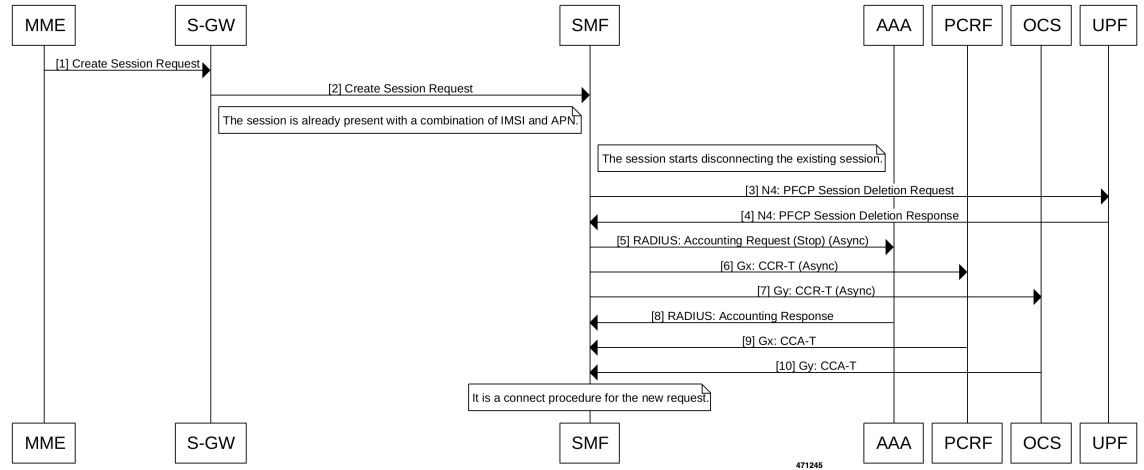 MME S-GW SMF AAA PCRF OCS UPF
[1] Create Session Request
[2] Create Session Request
The session is already present with a combination of IMSI and APN.
The session starts disconnecting the existing session.
[3] N4: PFCP Session Deletion Request
[4] N4: PFCP Session Deletion Response
[5] RADIUS: Accounting Request (Stop) (Async)
[6] Gx: CCR-T (Async)
[7] Gy: CCR-T (Async)
[8] RADIUS: Accounting Response
[9] Gx: CCA-T
[10] Gy: CCA-T
It is a connect procedure for the new request.
MME S-GW SMF AAA PCRF OCS UPF
471245